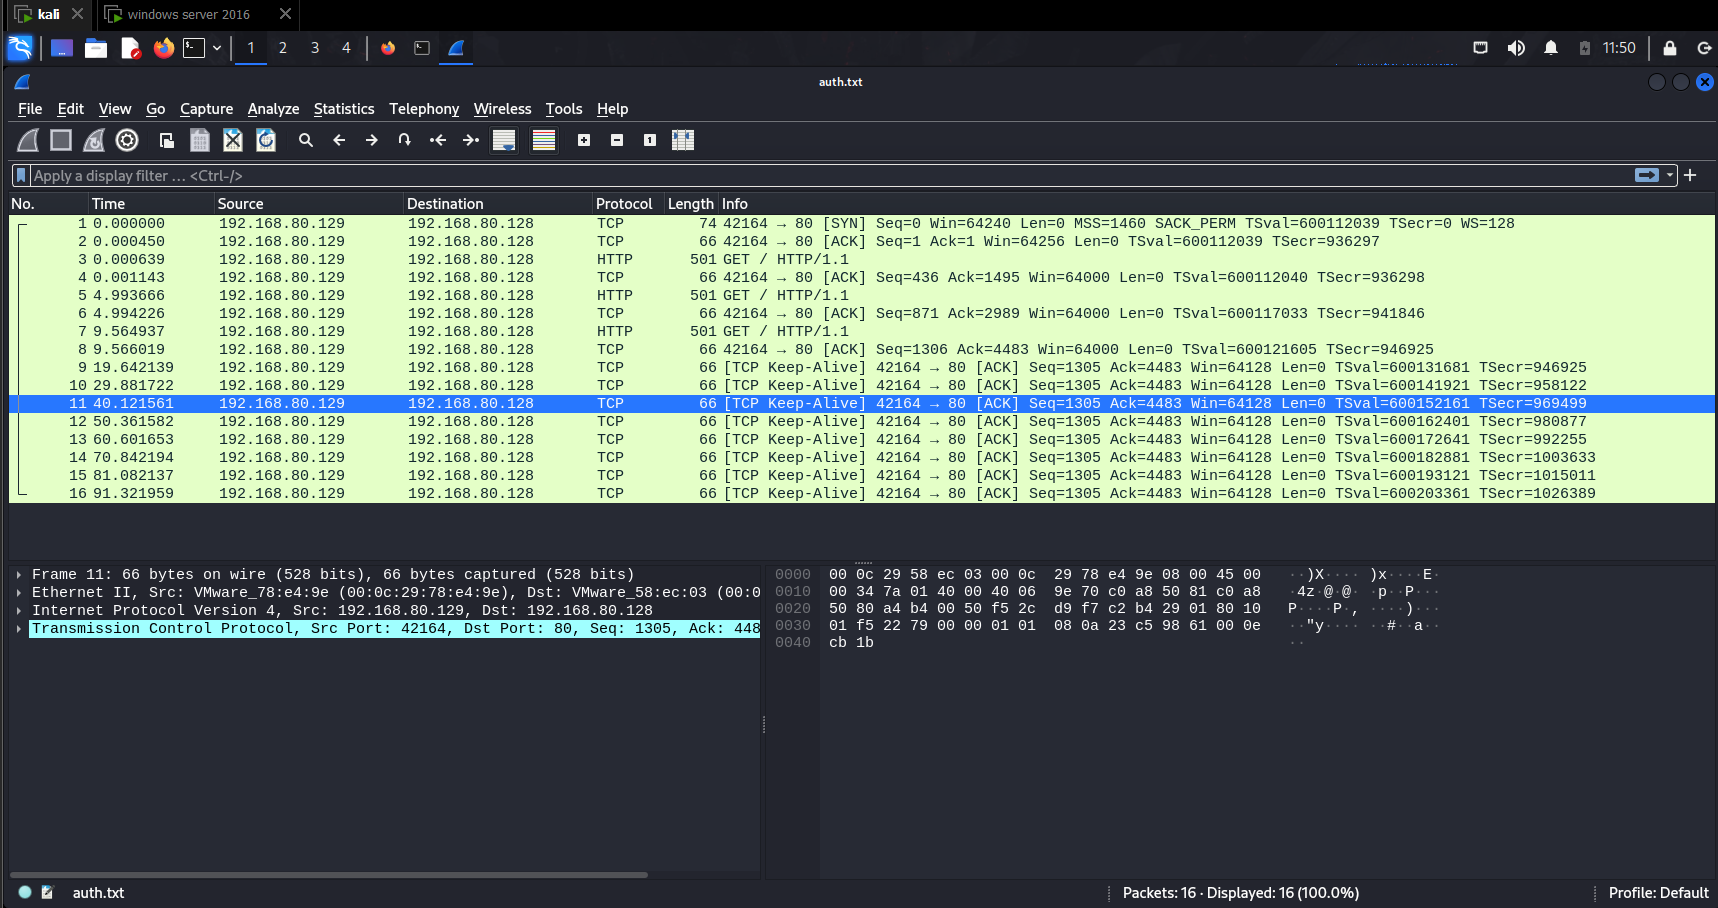 kali
windows server 2016
1 2 3 4
11:50
auth.txt
File Edit View Go Capture Analyze Statistics Telephony Wireless Tools Help
Apply a display filter … <Ctrl-/>
No. Time Source Destination Protocol Length Info
1 0.000000 192.168.80.129 192.168.80.128 TCP 74 42164 → 80 [SYN] Seq=0 Win=64240 Len=0 MSS=1460 SACK_PERM TSval=600112039 TSecr=0 WS=128
2 0.000450 192.168.80.129 192.168.80.128 TCP 66 42164 → 80 [ACK] Seq=1 Ack=1 Win=64256 Len=0 TSval=600112039 TSecr=936297
3 0.000639 192.168.80.129 192.168.80.128 HTTP 501 GET / HTTP/1.1
4 0.001143 192.168.80.129 192.168.80.128 TCP 66 42164 → 80 [ACK] Seq=436 Ack=1495 Win=64000 Len=0 TSval=600112040 TSecr=936298
5 4.993666 192.168.80.129 192.168.80.128 HTTP 501 GET / HTTP/1.1
6 4.994226 192.168.80.129 192.168.80.128 TCP 66 42164 → 80 [ACK] Seq=871 Ack=2989 Win=64000 Len=0 TSval=600117033 TSecr=941846
7 9.564937 192.168.80.129 192.168.80.128 HTTP 501 GET / HTTP/1.1
8 9.566019 192.168.80.129 192.168.80.128 TCP 66 42164 → 80 [ACK] Seq=1306 Ack=4483 Win=64000 Len=0 TSval=600121605 TSecr=946925
9 19.642139 192.168.80.129 192.168.80.128 TCP 66 [TCP Keep-Alive] 42164 → 80 [ACK] Seq=1305 Ack=4483 Win=64128 Len=0 TSval=600131681 TSecr=946925
10 29.881722 192.168.80.129 192.168.80.128 TCP 66 [TCP Keep-Alive] 42164 → 80 [ACK] Seq=1305 Ack=4483 Win=64128 Len=0 TSval=600141921 TSecr=958122
11 40.121561 192.168.80.129 192.168.80.128 TCP 66 [TCP Keep-Alive] 42164 → 80 [ACK] Seq=1305 Ack=4483 Win=64128 Len=0 TSval=600152161 TSecr=969499
12 50.361582 192.168.80.129 192.168.80.128 TCP 66 [TCP Keep-Alive] 42164 → 80 [ACK] Seq=1305 Ack=4483 Win=64128 Len=0 TSval=600162401 TSecr=980877
13 60.601653 192.168.80.129 192.168.80.128 TCP 66 [TCP Keep-Alive] 42164 → 80 [ACK] Seq=1305 Ack=4483 Win=64128 Len=0 TSval=600172641 TSecr=992255
14 70.842194 192.168.80.129 192.168.80.128 TCP 66 [TCP Keep-Alive] 42164 → 80 [ACK] Seq=1305 Ack=4483 Win=64128 Len=0 TSval=600182881 TSecr=1003633
15 81.082137 192.168.80.129 192.168.80.128 TCP 66 [TCP Keep-Alive] 42164 → 80 [ACK] Seq=1305 Ack=4483 Win=64128 Len=0 TSval=600193121 TSecr=1015011
16 91.321959 192.168.80.129 192.168.80.128 TCP 66 [TCP Keep-Alive] 42164 → 80 [ACK] Seq=1305 Ack=4483 Win=64128 Len=0 TSval=600203361 TSecr=1026389
Frame 11: 66 bytes on wire (528 bits), 66 bytes captured (528 bits)
Ethernet II, Src: VMware_78:e4:9e (00:0c:29:78:e4:9e), Dst: VMware_58:ec:03 (00:0
Internet Protocol Version 4, Src: 192.168.80.129, Dst: 192.168.80.128
Transmission Control Protocol, Src Port: 42164, Dst Port: 80, Seq: 1305, Ack: 448
0000 00 0c 29 58 ec 03 00 0c 29 78 e4 9e 08 00 45 00 ··)X···· )x····E·
0010 00 34 7a 01 40 00 40 06 9e 70 c0 a8 50 81 c0 a8 ·4z·@·@· ·p··P···
0020 50 80 a4 b4 00 50 f5 2c d9 f7 c2 b4 29 01 80 10 P····P·, ····)···
0030 01 f5 22 79 00 00 01 01 08 0a 23 c5 98 61 00 0e ··"y···· ··#··a··
0040 cb 1b ··
auth.txt
Packets: 16 · Displayed: 16 (100.0%)
Profile: Default